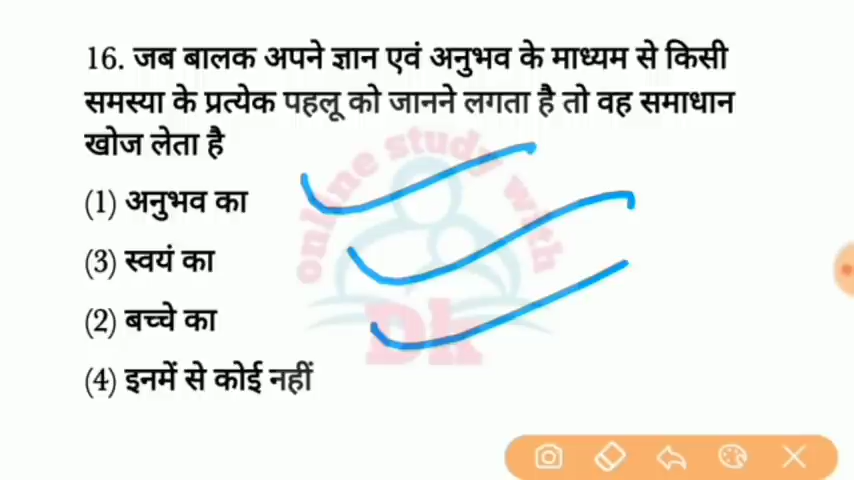 16. जब बालक अपने ज्ञान एवं अनुभव के माध्यम से किसी
समस्या के प्रत्येक पहलू को जानने लगता है तो वह समाधान
खोज लेता है
(1) अनुभव का
(3) स्वयं का
(2) बच्चे का
(4) इनमें से कोई नहीं
online study with
Dk